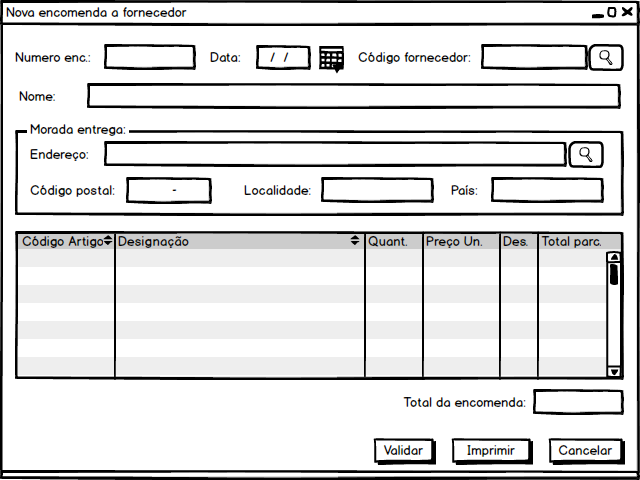 Nova encomenda a fornecedor
Numero enc.: Data: / / Código fornecedor:
Nome:
Morada entrega:
Endereço:
Código postal: - Localidade: País:
Código Artigo Designação Quant. Preço Un. Des. Total parc.
Total da encomenda:
Validar Imprimir Cancelar